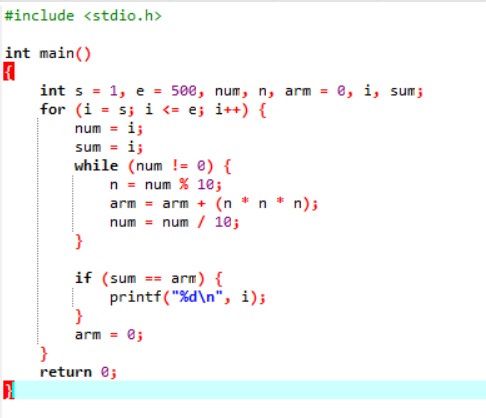 #include <stdio.h>
int main()
{
int s = 1, e = 500, num, n, arm = 0, i, sum;
for (i = s; i <= e; i++) {
num = i;
sum = i;
while (num != 0) {
n = num % 10;
arm = arm + (n * n * n);
num = num / 10;
}
if (sum == arm) {
printf("%d\n", i);
}
arm = 0;
}
return 0;
}